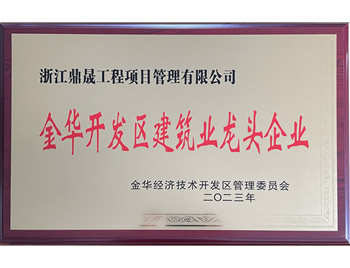 浙江鼎晟工程项目管理有限公司
金华开发区建筑业龙头企业
金华经济技术开发区管理委员会
二〇二三年